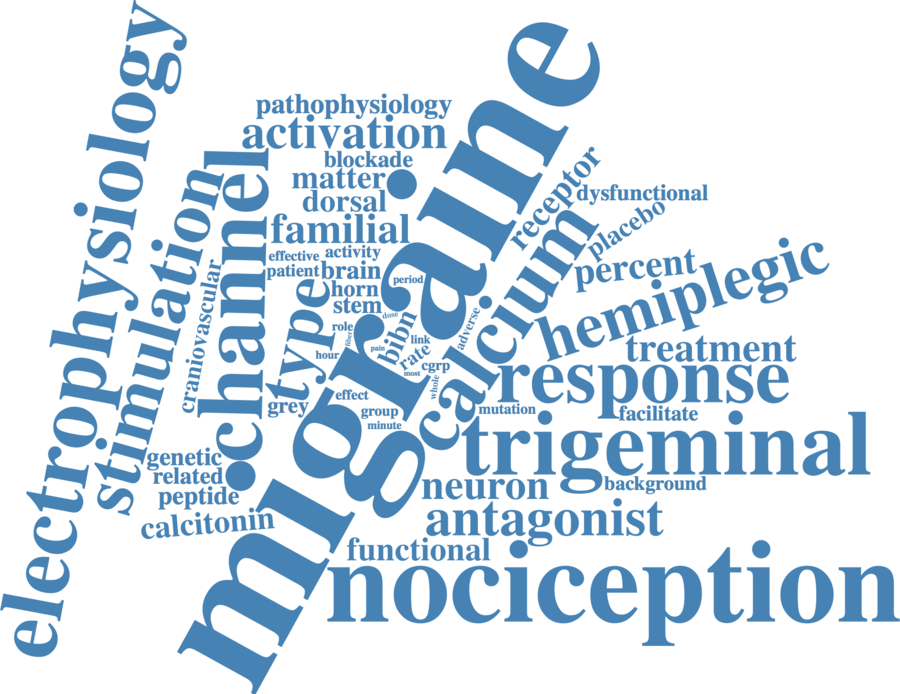 electrophysiology
stimulation
craniovascular
channel
pathophysiology
activation
blockade
matter
dorsal
familial
effective
activity
patient
brain
period
horn
stem
type
dose
role
fiber
hour
pain
bibn
link
rate
cgrp
most
whole
adverse
grey
effect
group
minute
migraine
calcium
receptor
dysfunctional
placebo
percent
hemiplegic
treatment
response
mutation
facilitate
trigeminal
background
neuron
antagonist
functional
nociception
genetic
related
peptide
calcitonin